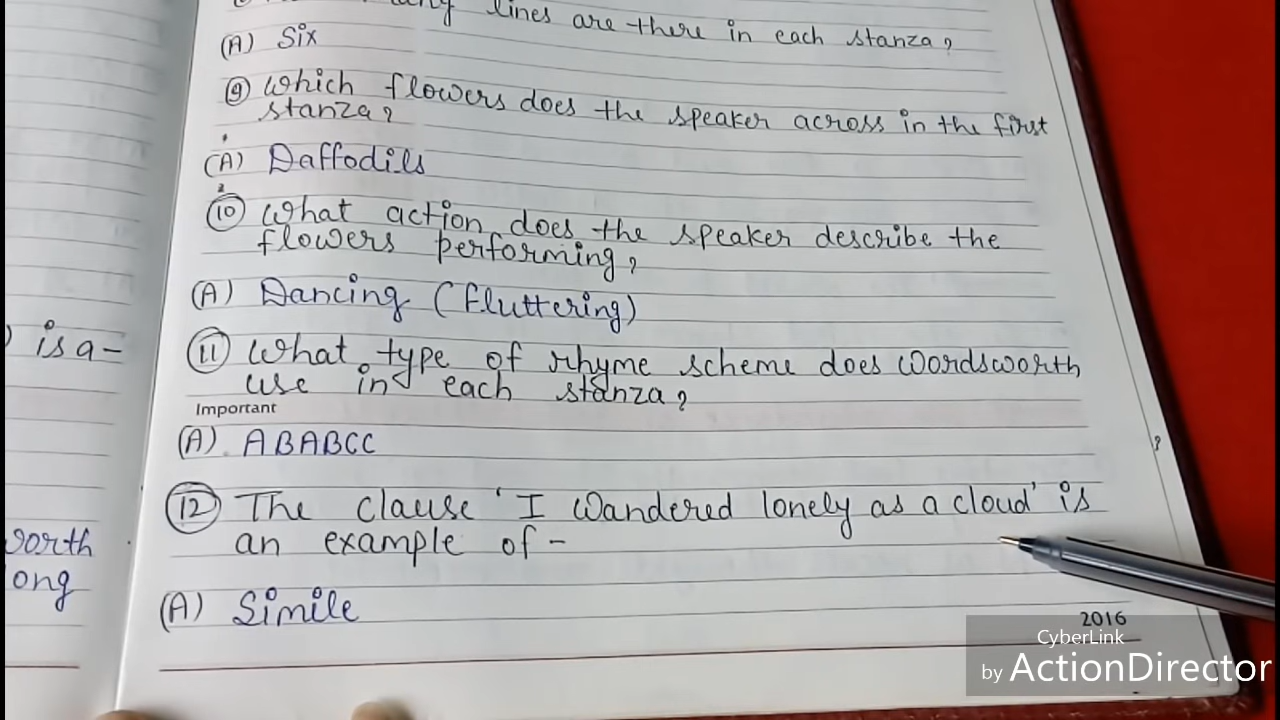 lines are there in each stanza?
(A) Six
(9) Which flowers does the speaker across in the first
stanza?
(A) Daffodils
(10) What action does the speaker describe the
flowers performing?
(A) Dancing (fluttering)
(11) What type of rhyme scheme does Wordsworth
use in each stanza?
Important
(A). ABABCC
(12) The clause 'I Wandered lonely as a cloud' is
an example of -
(A) Simile
) is a-
worth
ong
2016
CyberLink
by ActionDirector